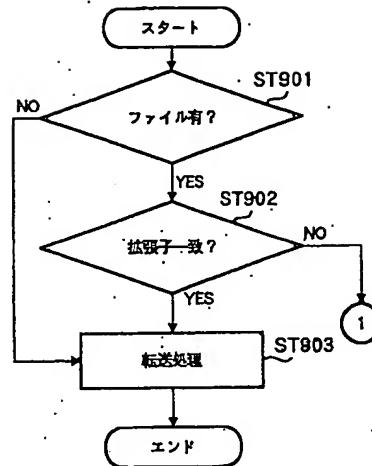 スタート
ST901
NO
ファイル有?
YES
ST902
拡張子一致?
NO
YES
1
転送処理
ST903
エンド